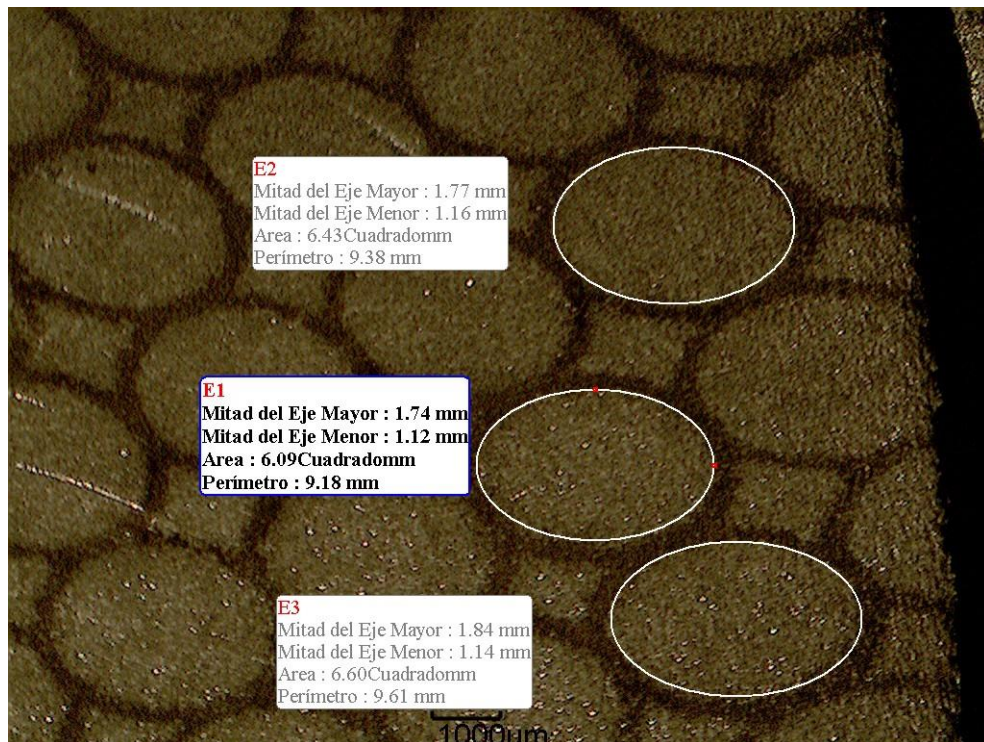 E2
Mitad del Eje Mayor : 1.77 mm
Mitad del Eje Menor : 1.16 mm
Area : 6.43Cuadradomm
Perímetro : 9.38 mm
E1
Mitad del Eje Mayor : 1.74 mm
Mitad del Eje Menor : 1.12 mm
Area : 6.09Cuadradomm
Perímetro : 9.18 mm
E3
Mitad del Eje Mayor : 1.84 mm
Mitad del Eje Menor : 1.14 mm
Area : 6.60Cuadradomm
Perímetro : 9.61 mm
1000um